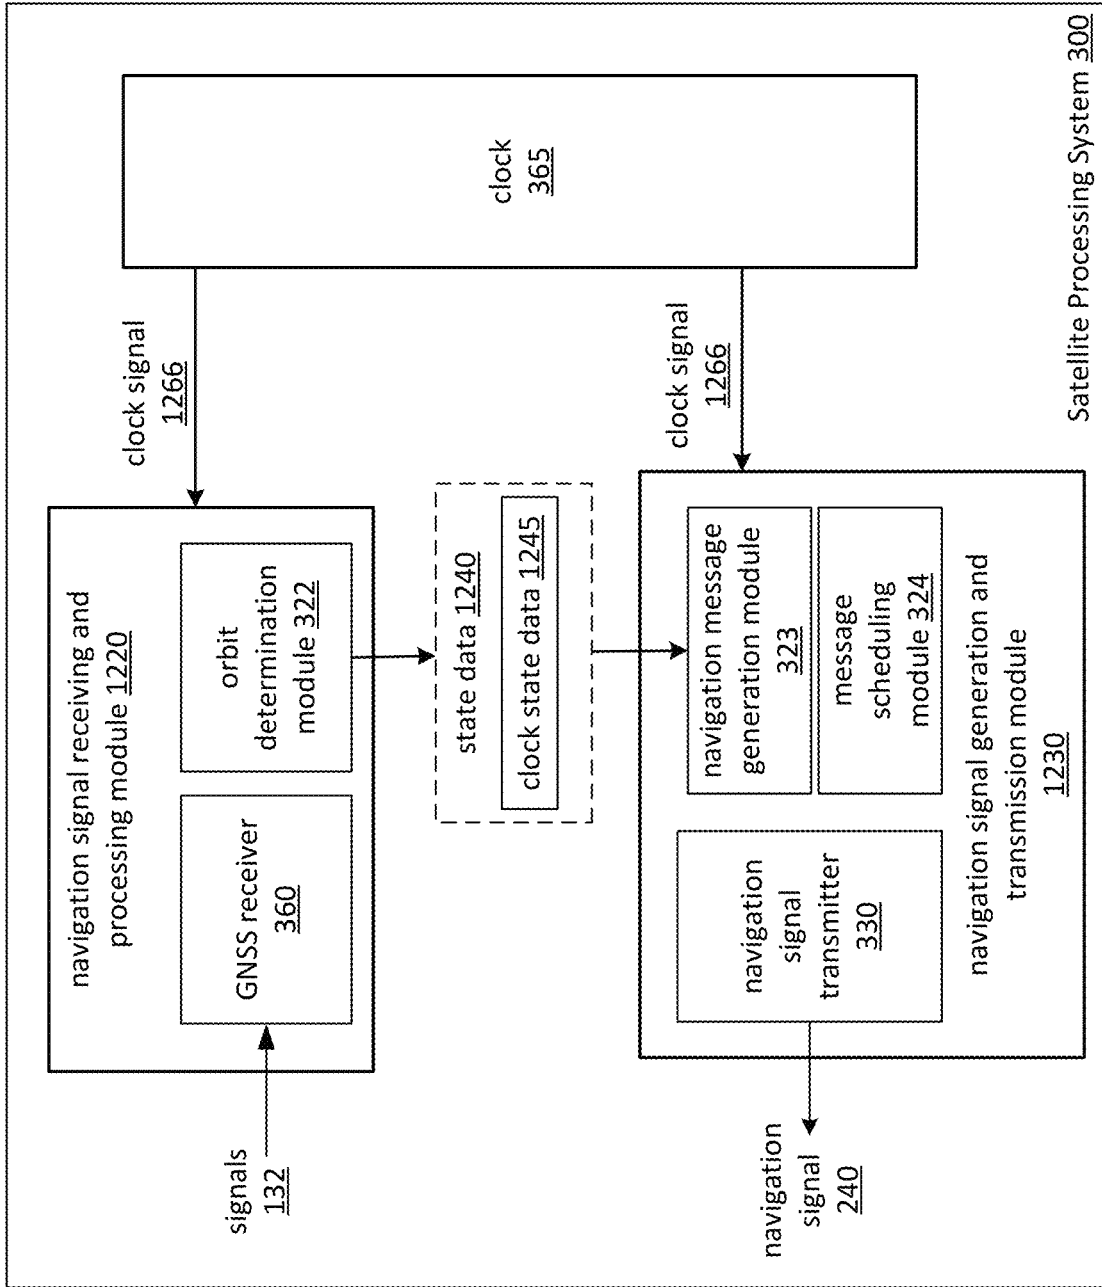 navigation signal receiving and
processing module 1220
GNSS receiver
360
orbit
determination
module 322
signals
132
clock signal
1266
clock
365
state data 1240
clock state data 1245
clock signal
1266
navigation
signal
transmitter
330
navigation message
generation module
323
message
scheduling
module 324
navigation signal generation and
transmission module
1230
navigation
signal
240
Satellite Processing System 300